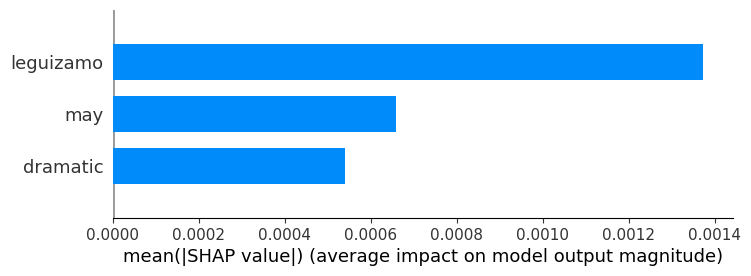 leguizamo
may
dramatic
0.0000 0.0002 0.0004 0.0006 0.0008 0.0010 0.0012 0.0014
mean(|SHAP value|) (average impact on model output magnitude)